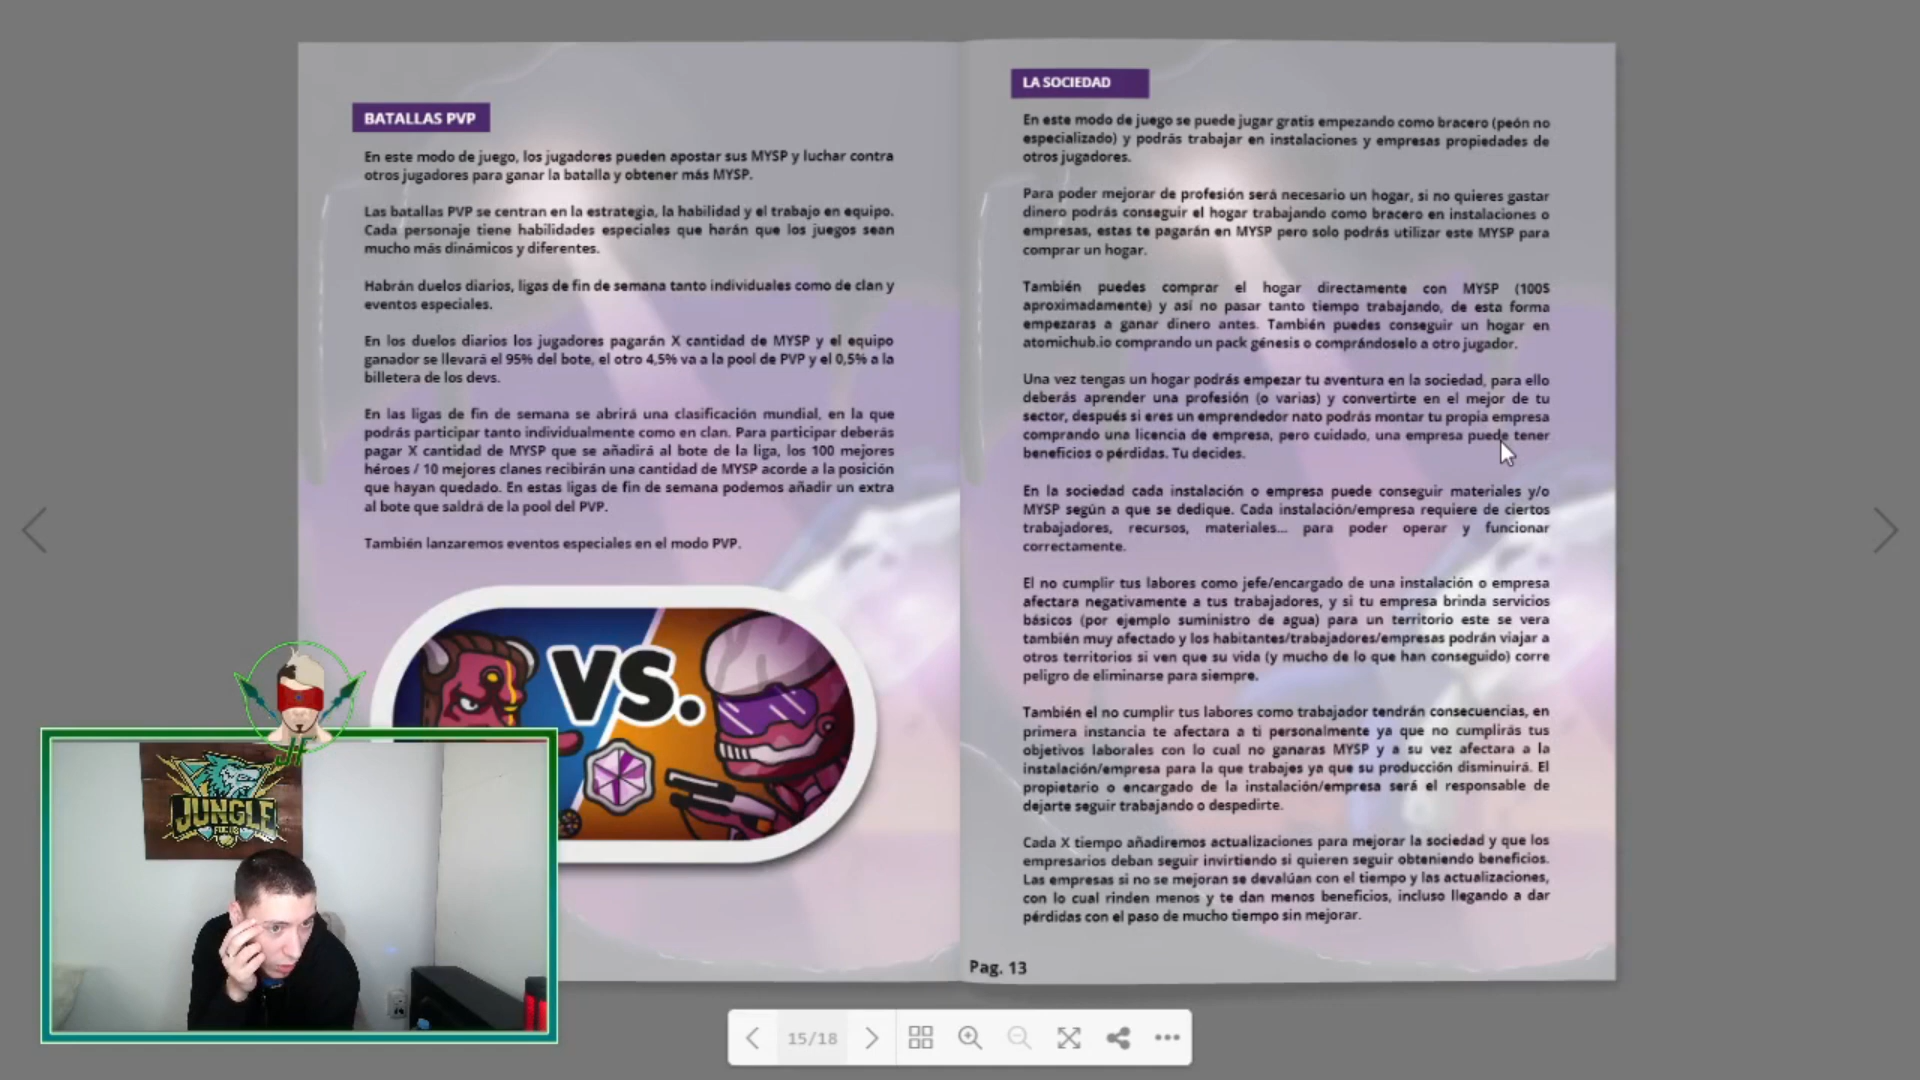 BATALLAS PVP
En este modo de juego, los jugadores pueden apostar sus MYSP y luchar contra
otros jugadores para ganar la batalla y obtener más MYSP.
Las batallas PVP se centran en la estrategia, la habilidad y el trabajo en equipo.
Cada personaje tiene habilidades especiales que harán que los juegos sean
mucho más dinámicos y diferentes.
Habrán duelos diarios, ligas de fin de semana tanto individuales como de clan y
eventos especiales.
En los duelos diarios los jugadores pagarán X cantidad de MYSP y el equipo
ganador se llevará el 95% del bote, el otro 4,5% va a la pool de PVP y el 0,5% a la
billetera de los devs.
En las ligas de fin de semana se abrirá una clasificación mundial, en la que
podrás participar tanto individualmente como en clan. Para participar deberás
pagar X cantidad de MYSP que se añadirá al bote de la liga, los 100 mejores
héroes / 10 mejores clanes recibirán una cantidad de MYSP acorde a la posición
que hayan quedado. En estas ligas de fin de semana podemos añadir un extra
al bote que saldrá de la pool del PVP.
También lanzaremos eventos especiales en el modo PVP.
VS.
JF
JUNGLE
FOCUS
LA SOCIEDAD
En este modo de juego se puede jugar gratis empezando como bracero (peón no
especializado) y podrás trabajar en instalaciones y empresas propiedades de
otros jugadores.
Para poder mejorar de profesión será necesario un hogar, si no quieres gastar
dinero podrás conseguir el hogar trabajando como bracero en instalaciones o
empresas, estas te pagarán en MYSP pero solo podrás utilizar este MYSP para
comprar un hogar.
También puedes comprar el hogar directamente con MYSP (100$
aproximadamente) y así no pasar tanto tiempo trabajando, de esta forma
empezaras a ganar dinero antes. También puedes conseguir un hogar en
atomichub.io comprando un pack génesis o comprándoselo a otro jugador.
Una vez tengas un hogar podrás empezar tu aventura en la sociedad, para ello
deberás aprender una profesión (o varias) y convertirte en el mejor de tu
sector, después si eres un emprendedor nato podrás montar tu propia empresa
comprando una licencia de empresa, pero cuidado, una empresa puede tener
beneficios o pérdidas. Tu decides.
En la sociedad cada instalación o empresa puede conseguir materiales y/o
MYSP según a que se dedique. Cada instalación/empresa requiere de ciertos
trabajadores, recursos, materiales... para poder operar y funcionar
correctamente.
El no cumplir tus labores como jefe/encargado de una instalación o empresa
afectara negativamente a tus trabajadores, y si tu empresa brinda servicios
básicos (por ejemplo suministro de agua) para un territorio este se vera
también muy afectado y los habitantes/trabajadores/empresas podrán viajar a
otros territorios si ven que su vida (y mucho de lo que han conseguido) corre
peligro de eliminarse para siempre.
También el no cumplir tus labores como trabajador tendrán consecuencias, en
primera instancia te afectara a ti personalmente ya que no cumplirás tus
objetivos laborales con lo cual no ganaras MYSP y a su vez afectara a la
instalación/empresa para la que trabajes ya que su producción disminuirá. El
propietario o encargado de la instalación/empresa será el responsable de
dejarte seguir trabajando o despedirte.
Cada X tiempo añadiremos actualizaciones para mejorar la sociedad y que los
empresarios deban seguir invirtiendo si quieren seguir obteniendo beneficios.
Las empresas si no se mejoran se devalúan con el tiempo y las actualizaciones,
con lo cual rinden menos y te dan menos beneficios, incluso llegando a dar
pérdidas con el paso de mucho tiempo sin mejorar.
Pag. 13
15/18